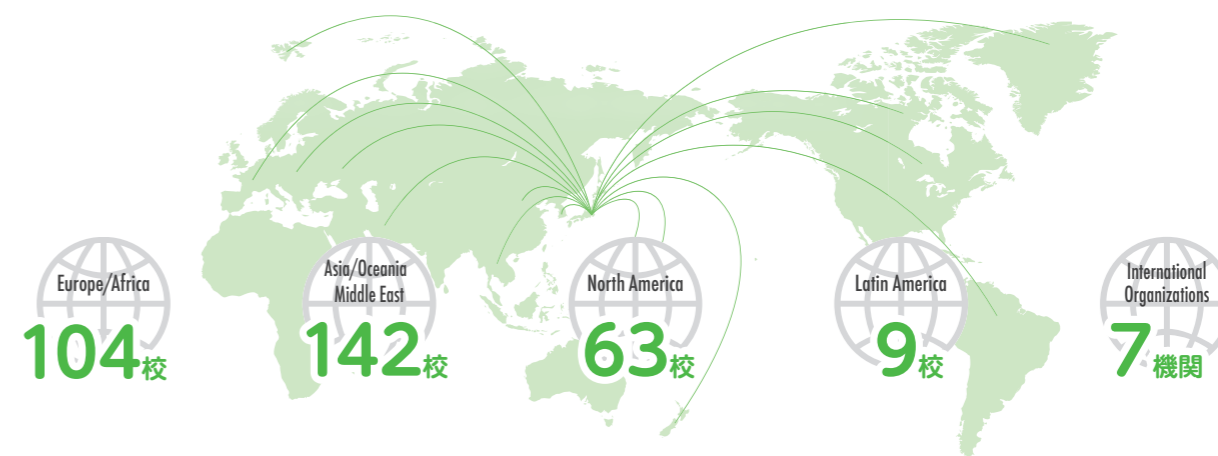 Europe/Africa
104校
Asia/Oceania
Middle East
142校
North America
63校
Latin America
9校
International
Organizations
7機関